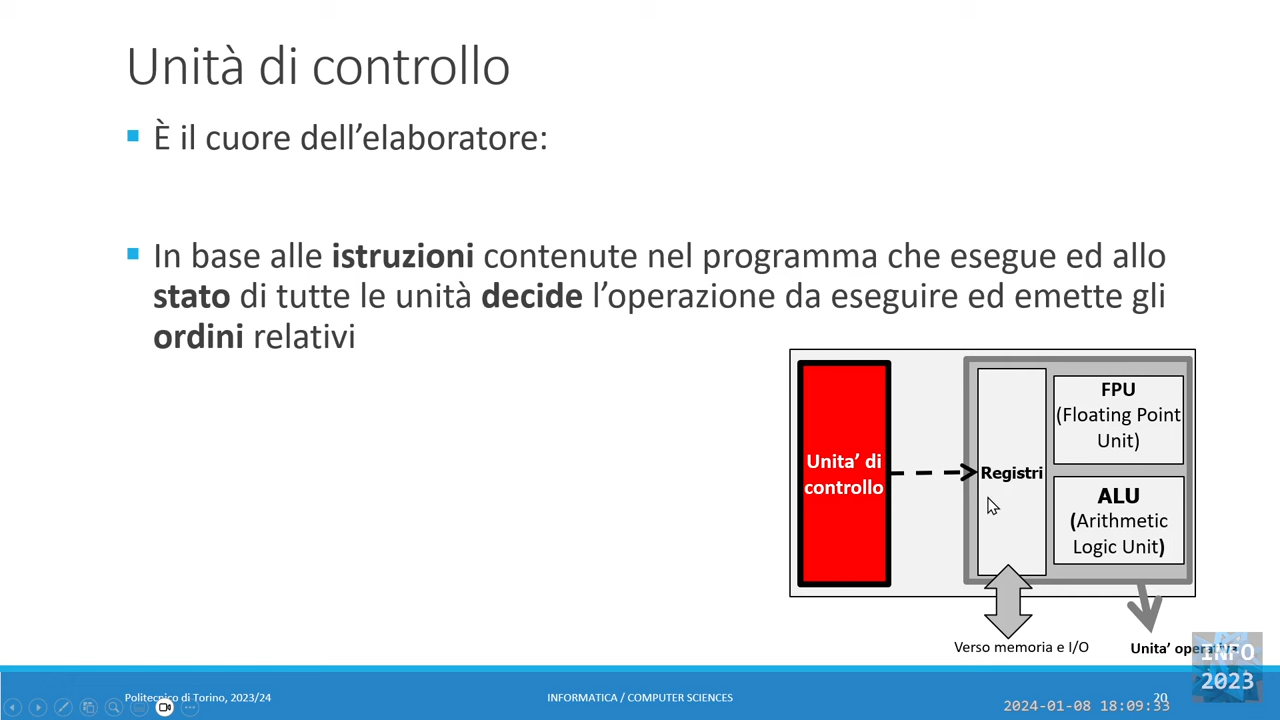 Unità di controllo
È il cuore dell'elaboratore:
In base alle istruzioni contenute nel programma che esegue ed allo
stato di tutte le unità decide l'operazione da eseguire ed emette gli
ordini relativi
Unita' di
controllo
Registri
FPU
(Floating Point
Unit)
ALU
(Arithmetic
Logic Unit)
Verso memoria e I/O
Unita' operativa
INFO
2023
Politecnico di Torino, 2023/24
INFORMATICA / COMPUTER SCIENCES
20
2024-01-08 18:09:33